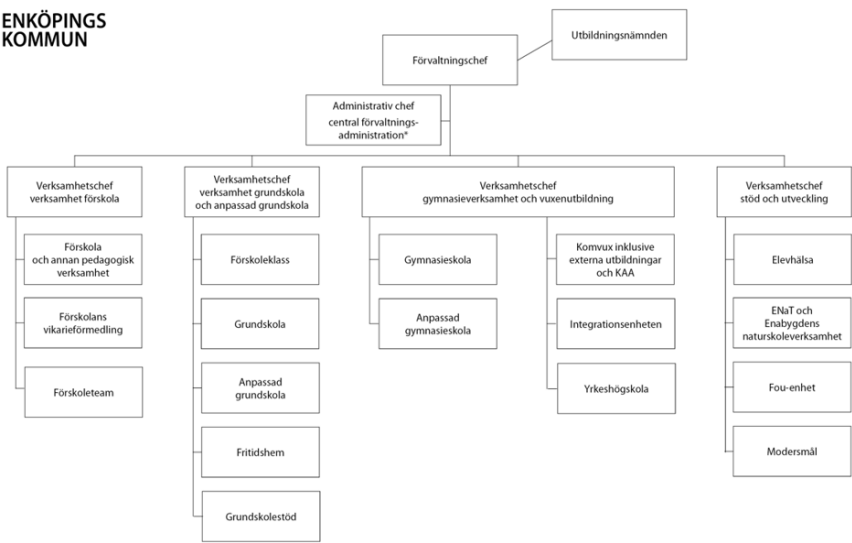 ENKÖPINGS
KOMMUN
Utbildningsnämnden
Förvaltningschef
Administrativ chef
central förvaltnings-
administration*
Verksamhetschef
verksamhet förskola
Verksamhetschef
verksamhet grundskola
och anpassad grundskola
Verksamhetschef
gymnasieverksamhet och vuxenutbildning
Verksamhetschef
stöd och utveckling
Förskola
och annan pedagogisk
verksamhet
Förskolans
vikarieförmedling
Förskoleteam
Förskoleklass
Grundskola
Anpassad
grundskola
Fritidshem
Grundskolestöd
Gymnasieskola
Anpassad
gymnasieskola
Komvux inklusive
externa utbildningar
och KAA
Integrationsenheten
Yrkeshögskola
Elevhälsa
ENaT och
Enabygdens
naturskoleverksamhet
Fou-enhet
Modersmål